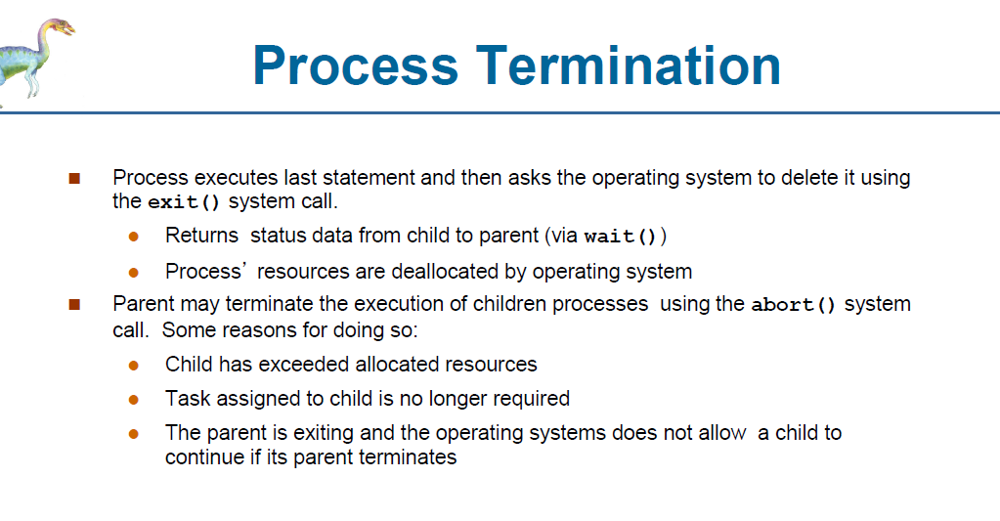 Process Termination
Process executes last statement and then asks the operating system to delete it using
the exit() system call.
Returns status data from child to parent (via wait())
Process’ resources are deallocated by operating system
Parent may terminate the execution of children processes using the abort() system
call. Some reasons for doing so:
Child has exceeded allocated resources
Task assigned to child is no longer required
The parent is exiting and the operating systems does not allow a child to
continue if its parent terminates